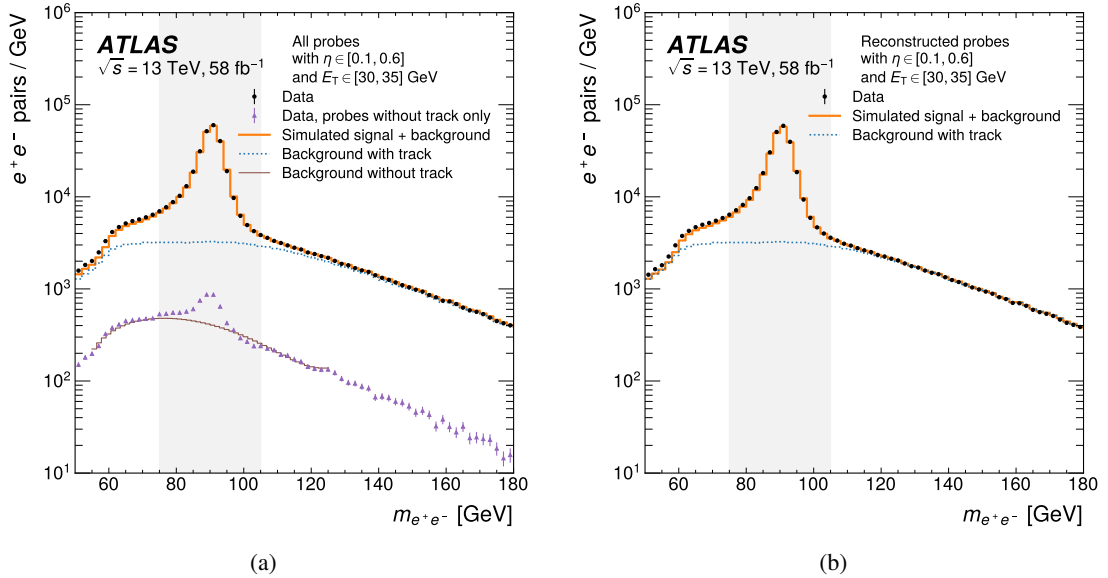 ATLAS
√s = 13 TeV, 58 fb⁻¹
All probes
with η ∈ [0.1, 0.6]
and E_T ∈ [30, 35] GeV
Data
Data, probes without track only
Simulated signal + background
Background with track
Background without track
e⁺e⁻ pairs / GeV
10⁶
10⁵
10⁴
10³
10²
10¹
60 80 100 120 140 160 180
m_e⁺e⁻ [GeV]
(a)
ATLAS
√s = 13 TeV, 58 fb⁻¹
Reconstructed probes
with η ∈ [0.1, 0.6]
and E_T ∈ [30, 35] GeV
Data
Simulated signal + background
Background with track
e⁺e⁻ pairs / GeV
10⁶
10⁵
10⁴
10³
10²
10¹
60 80 100 120 140 160 180
m_e⁺e⁻ [GeV]
(b)